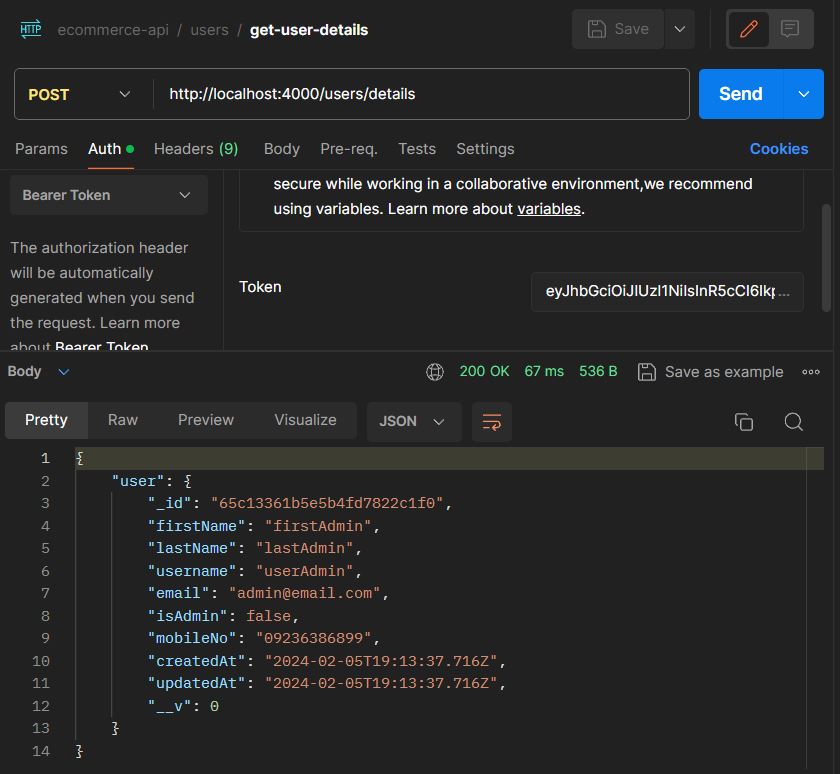 HTTP ecommerce-api / users / get-user-details Save
POST http://localhost:4000/users/details Send
Params Auth Headers (9) Body Pre-req. Tests Settings Cookies
Bearer Token
secure while working in a collaborative environment,we recommend
using variables. Learn more about variables.
The authorization header
will be automatically
generated when you send
the request. Learn more
about Bearer Token
Token eyJhbGciOiJIUzI1NiIsInR5cCI6Ikp...
Body 200 OK 67 ms 536 B Save as example
Pretty Raw Preview Visualize JSON
1 {
2 "user": {
3 "_id": "65c13361b5e5b4fd7822c1f0",
4 "firstName": "firstAdmin",
5 "lastName": "lastAdmin",
6 "username": "userAdmin",
7 "email": "admin@email.com",
8 "isAdmin": false,
9 "mobileNo": "09236386899",
10 "createdAt": "2024-02-05T19:13:37.716Z",
11 "updatedAt": "2024-02-05T19:13:37.716Z",
12 "__v": 0
13 }
14 }